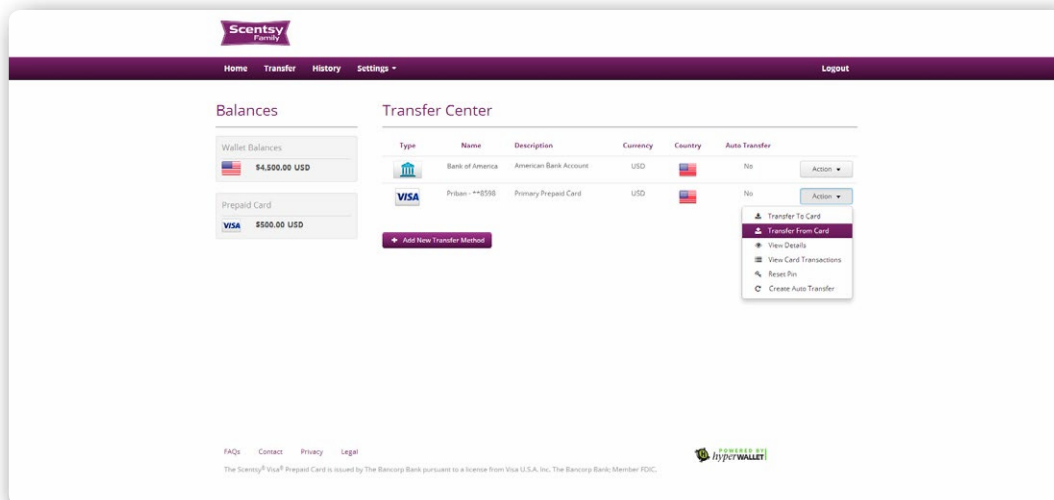 Scentsy
Family
Home Transfer History Settings
Logout
Balances
Wallet Balances
$4,500.00 USD
Prepaid Card
VISA $500.00 USD
Transfer Center
Type Name Description Currency Country Auto Transfer
Bank of America American Bank Account USD No Action
VISA Priban - **8598 Primary Prepaid Card USD No Action
Transfer To Card
Transfer From Card
View Details
View Card Transactions
Reset Pin
Create Auto Transfer
+ Add New Transfer Method
FAQs Contact Privacy Legal
The Scentsy® Visa® Prepaid Card is issued by The Bancorp Bank pursuant to a license from Visa U.S.A. Inc. The Bancorp Bank; Member FDIC.
POWERED BY
hyperWALLET